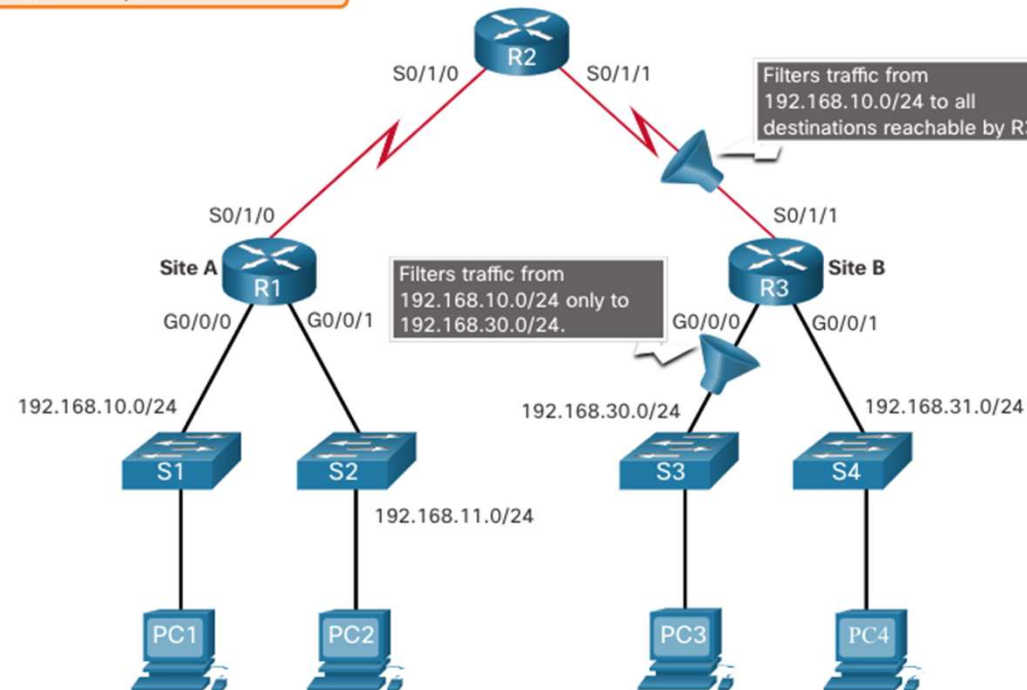 R2
S0/1/0
S0/1/1
Filters traffic from
192.168.10.0/24 to all
destinations reachable by
S0/1/0
S0/1/1
Site A
R1
R3
Site B
Filters traffic from
192.168.10.0/24 only to
192.168.30.0/24.
G0/0/0
G0/0/1
G0/0/0
G0/0/1
192.168.10.0/24
192.168.30.0/24
192.168.31.0/24
S1
S2
S3
S4
192.168.11.0/24
PC1
PC2
PC3
PC4